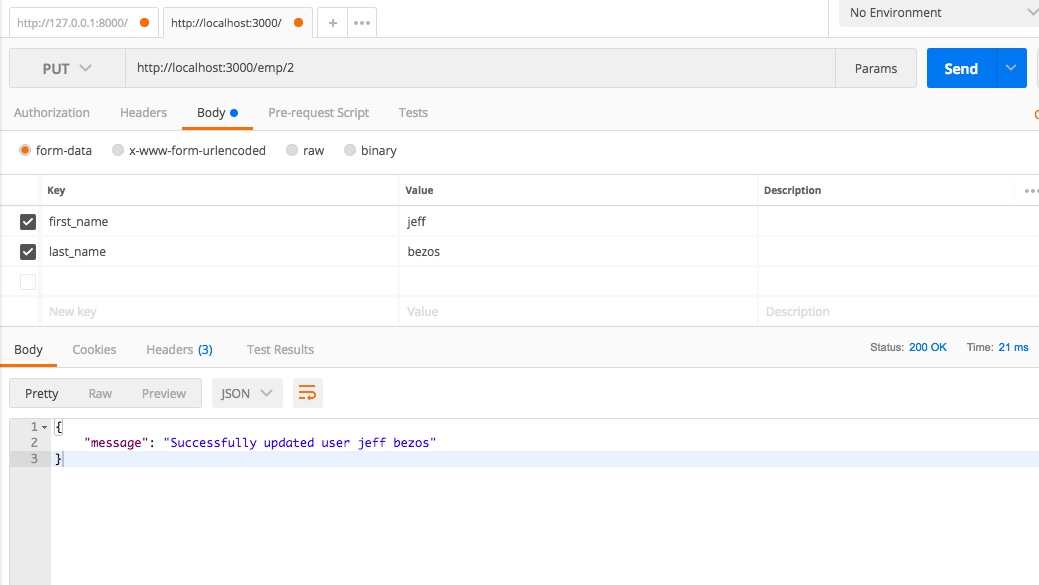 http://127.0.0.1:8000/ http://localhost:3000/ + ••• No Environment
PUT http://localhost:3000/emp/2 Params Send
Authorization Headers Body Pre-request Script Tests
form-data x-www-form-urlencoded raw binary
Key Value Description •••
first_name jeff
last_name bezos
New key Value Description
Body Cookies Headers (3) Test Results Status: 200 OK Time: 21 ms
Pretty Raw Preview JSON
1 {
2 "message": "Successfully updated user jeff bezos"
3 }